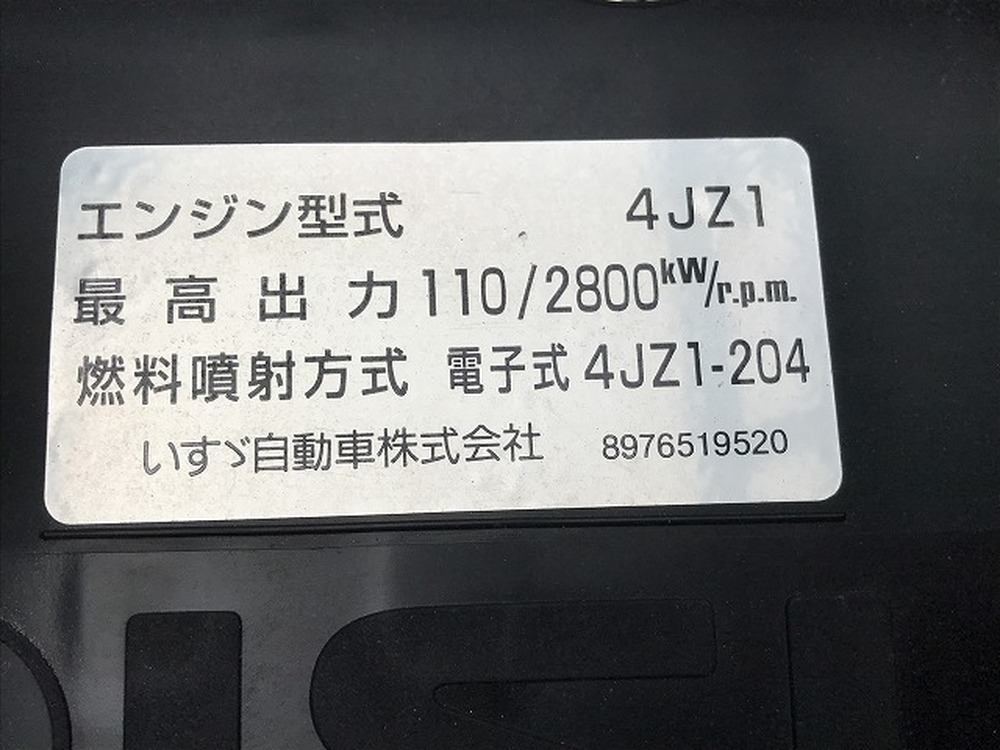 エンジン型式 4JZ1
最高出力 110/2800kW/r.p.m.
燃料噴射方式 電子式 4JZ1-204
いすゞ自動車株式会社 8976519520